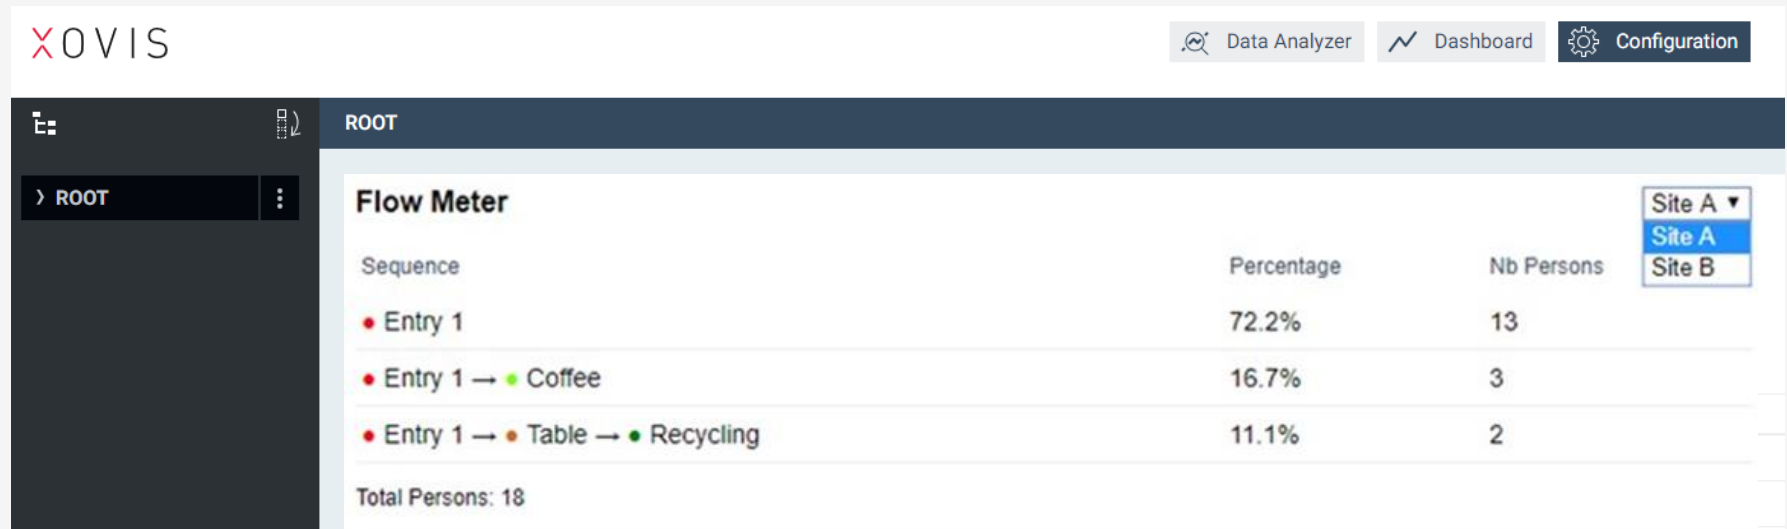 XOVIS
Data Analyzer Dashboard Configuration
ROOT
ROOT
Flow Meter
Site A ▼
Site A
Site B
Sequence Percentage Nb Persons
• Entry 1 72.2% 13
• Entry 1 → • Coffee 16.7% 3
• Entry 1 → • Table → • Recycling 11.1% 2
Total Persons: 18